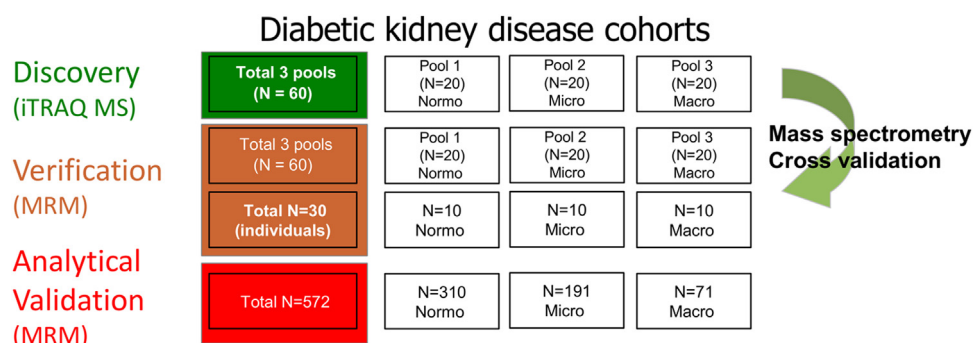 Diabetic kidney disease cohorts
Discovery
(iTRAQ MS)
Total 3 pools
(N = 60)
Pool 1
(N=20)
Normo
Pool 2
(N=20)
Micro
Pool 3
(N=20)
Macro
Mass spectrometry
Cross validation
Verification
(MRM)
Total 3 pools
(N = 60)
Pool 1
(N=20)
Normo
Pool 2
(N=20)
Micro
Pool 3
(N=20)
Macro
Total N=30
(individuals)
N=10
Normo
N=10
Micro
N=10
Macro
Analytical
Validation
(MRM)
Total N=572
N=310
Normo
N=191
Micro
N=71
Macro